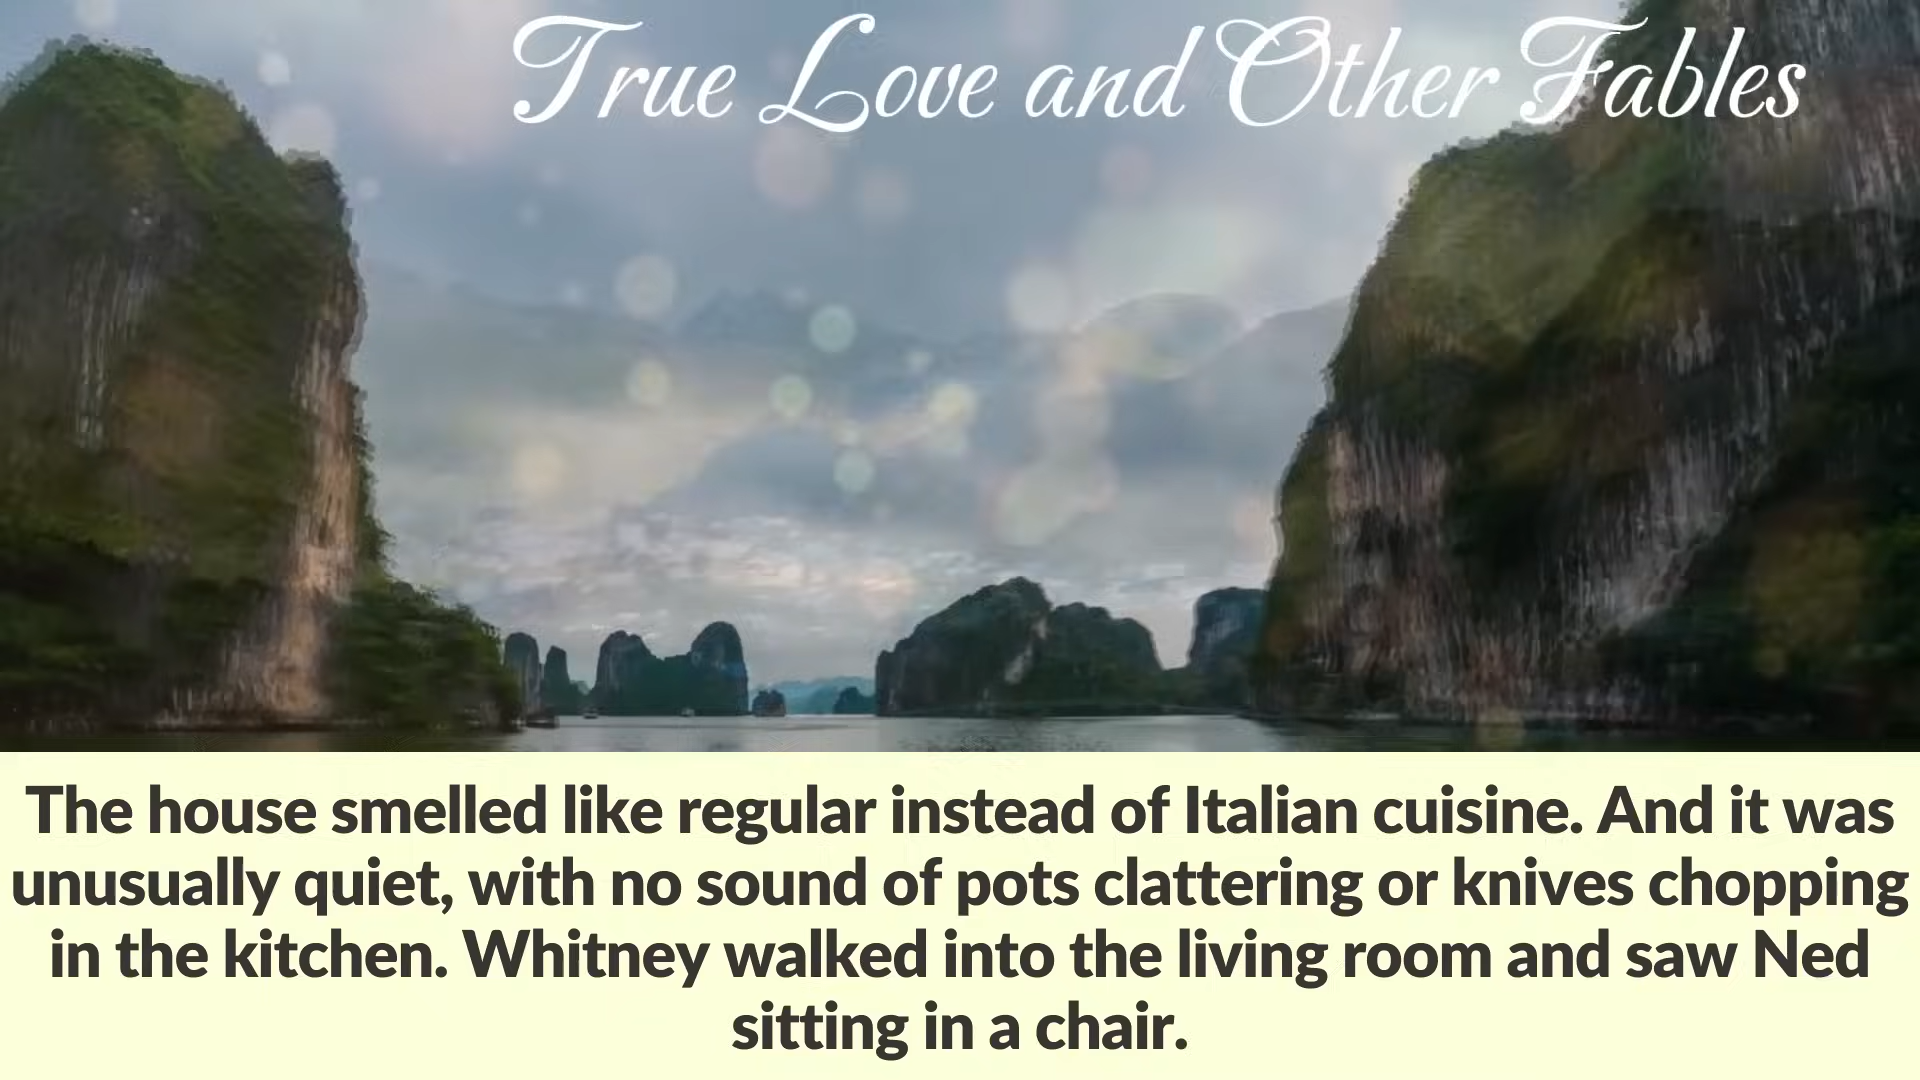 True Love and Other Fables
The house smelled like regular instead of Italian cuisine. And it was
unusually quiet, with no sound of pots clattering or knives chopping
in the kitchen. Whitney walked into the living room and saw Ned
sitting in a chair.